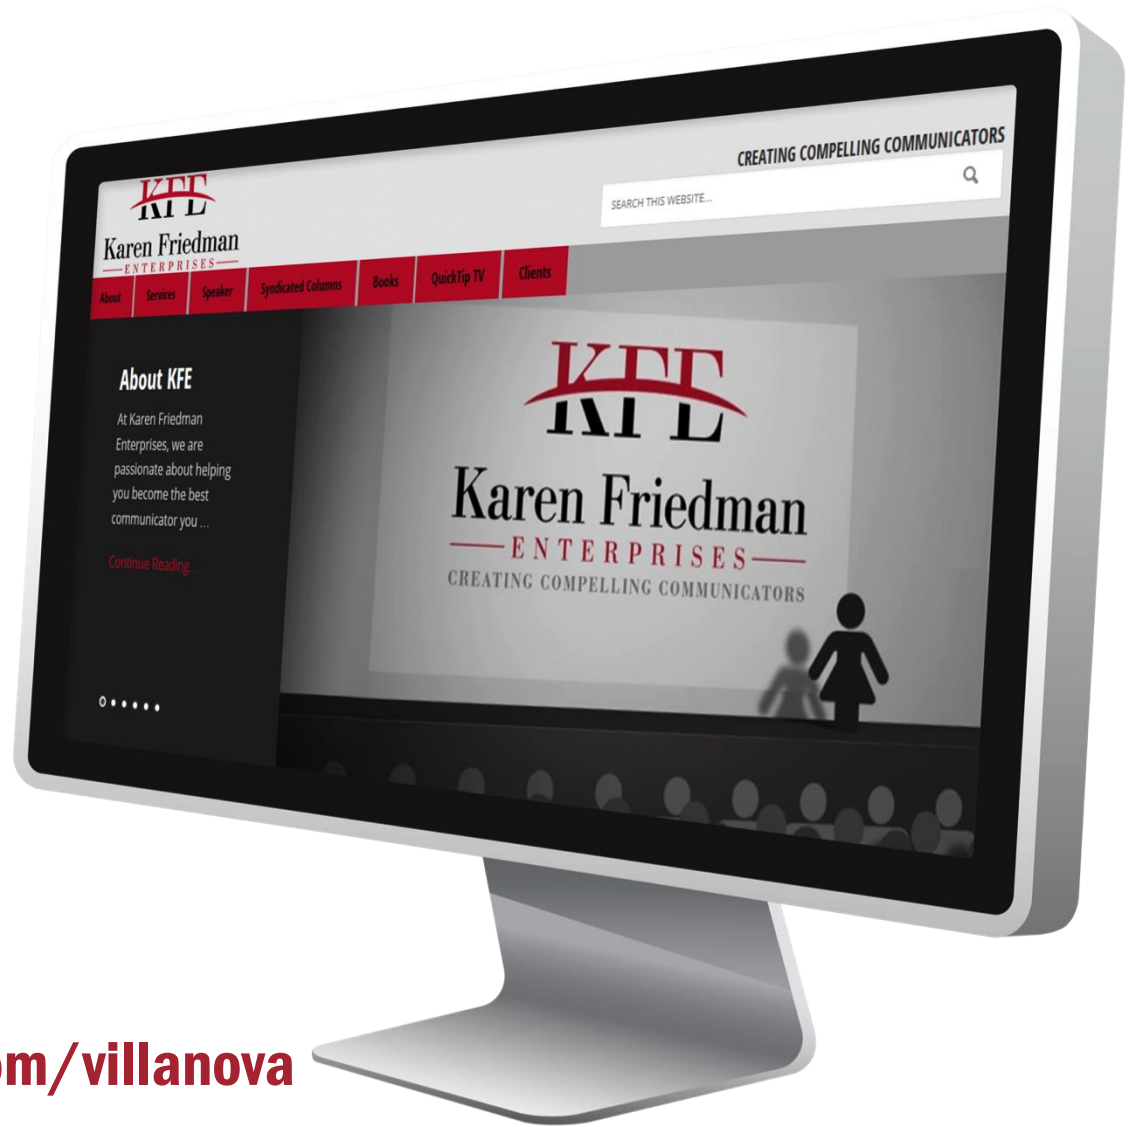 CREATING COMPELLING COMMUNICATORS
KFE
SEARCH THIS WEBSITE...
Karen Friedman
ENTERPRISES
About Services Speaker Syndicated Columns Books QuickTip TV Clients
About KFE
At Karen Friedman
Enterprises, we are
passionate about helping
you become the best
communicator you ...
Continue Reading...
KFE
Karen Friedman
ENTERPRISES
CREATING COMPELLING COMMUNICATORS
om/villanova